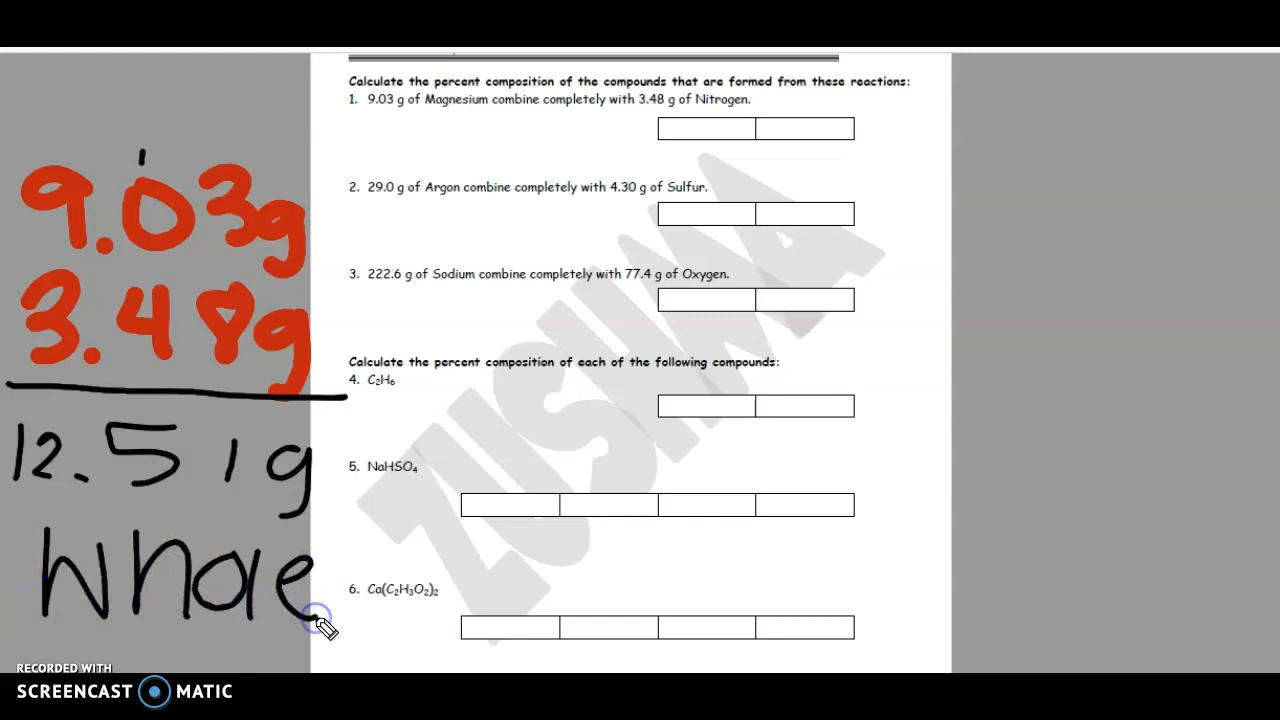 9.03g
3.48g
12.51g
Whole
Calculate the percent composition of the compounds that are formed from these reactions:
1. 9.03 g of Magnesium combine completely with 3.48 g of Nitrogen.
2. 29.0 g of Argon combine completely with 4.30 g of Sulfur.
3. 222.6 g of Sodium combine completely with 77.4 g of Oxygen.
Calculate the percent composition of each of the following compounds:
4. C₂H₆
5. NaHSO₄
6. Ca(C₂H₃O₂)₂
ZUSHMA
RECORDED WITH
SCREENCAST MATIC